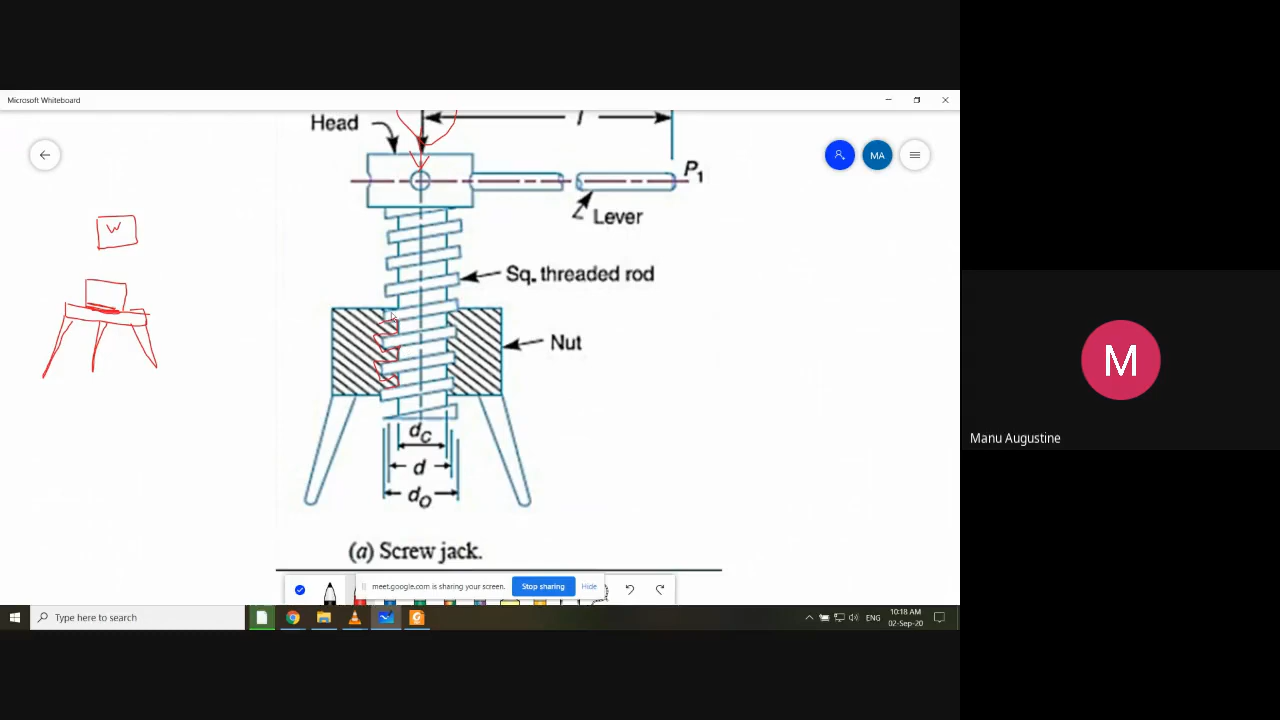 Microsoft Whiteboard
Head
l
P1
MA
W
Lever
Sq. threaded rod
Nut
dc
d
do
(a) Screw jack.
meet.google.com is sharing your screen.
Stop sharing
Hide
Type here to search
ENG
10:18 AM
02-Sep-20
M
Manu Augustine